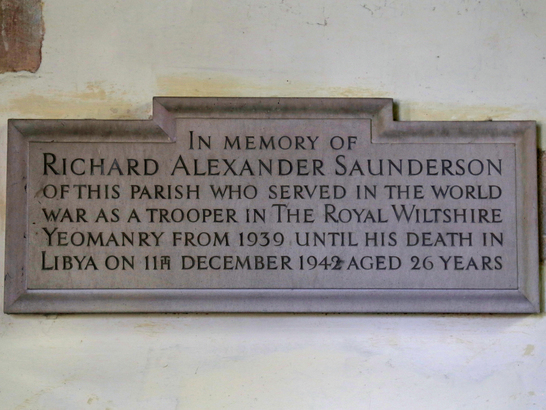 IN MEMORY OF
RICHARD ALEXANDER SAUNDERSON
OF THIS PARISH WHO SERVED IN THE WORLD
WAR AS A TROOPER IN THE ROYAL WILTSHIRE
YEOMANRY FROM 1939 UNTIL HIS DEATH IN
LIBYA ON 11TH DECEMBER 1942 AGED 26 YEARS